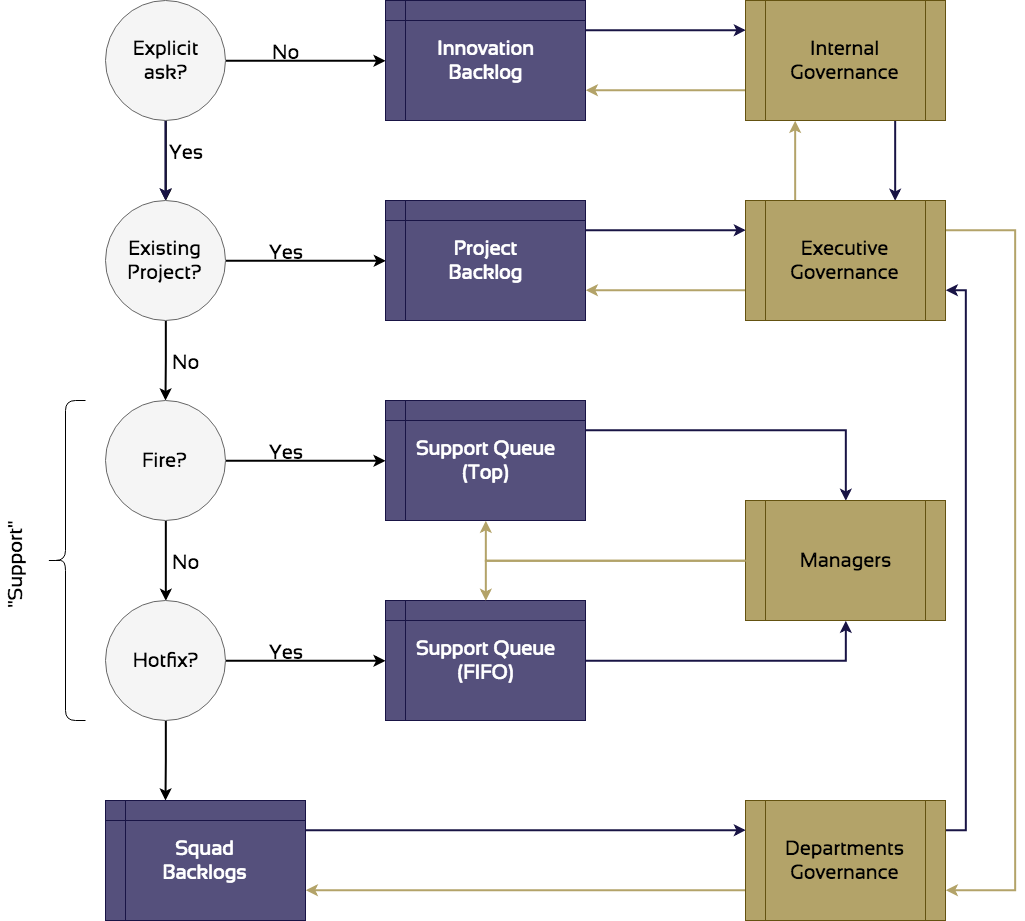 Explicit
ask?
No
Innovation
Backlog
Internal
Governance
Yes
Existing
Project?
Yes
Project
Backlog
Executive
Governance
No
"Support"
Fire?
Yes
Support Queue
(Top)
No
Managers
Hotfix?
Yes
Support Queue
(FIFO)
Squad
Backlogs
Departments
Governance